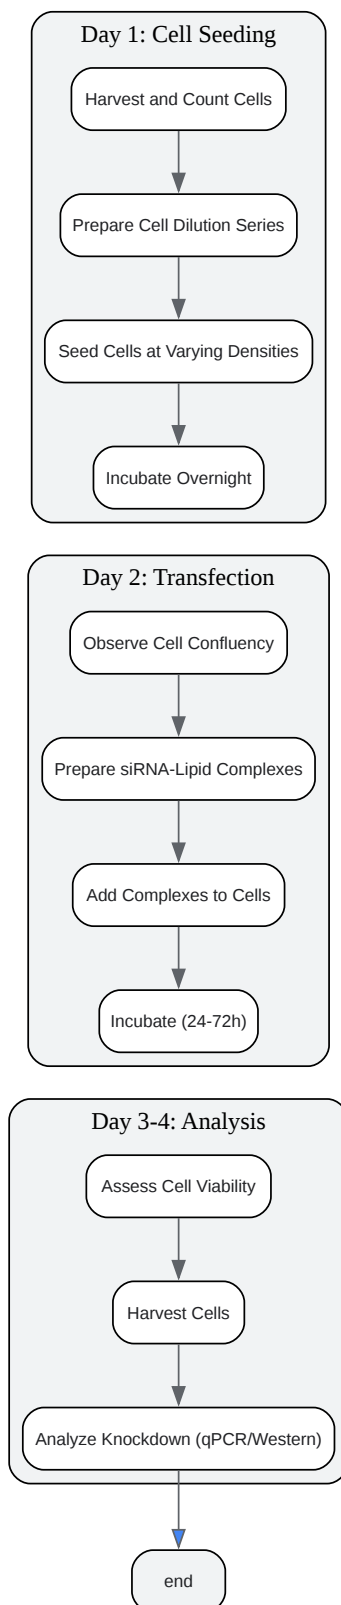 Day 1: Cell Seeding
Harvest and Count Cells
Prepare Cell Dilution Series
Seed Cells at Varying Densities
Incubate Overnight
Day 2: Transfection
Observe Cell Confluency
Prepare siRNA-Lipid Complexes
Add Complexes to Cells
Incubate (24-72h)
Day 3-4: Analysis
Assess Cell Viability
Harvest Cells
Analyze Knockdown (qPCR/Western)
end